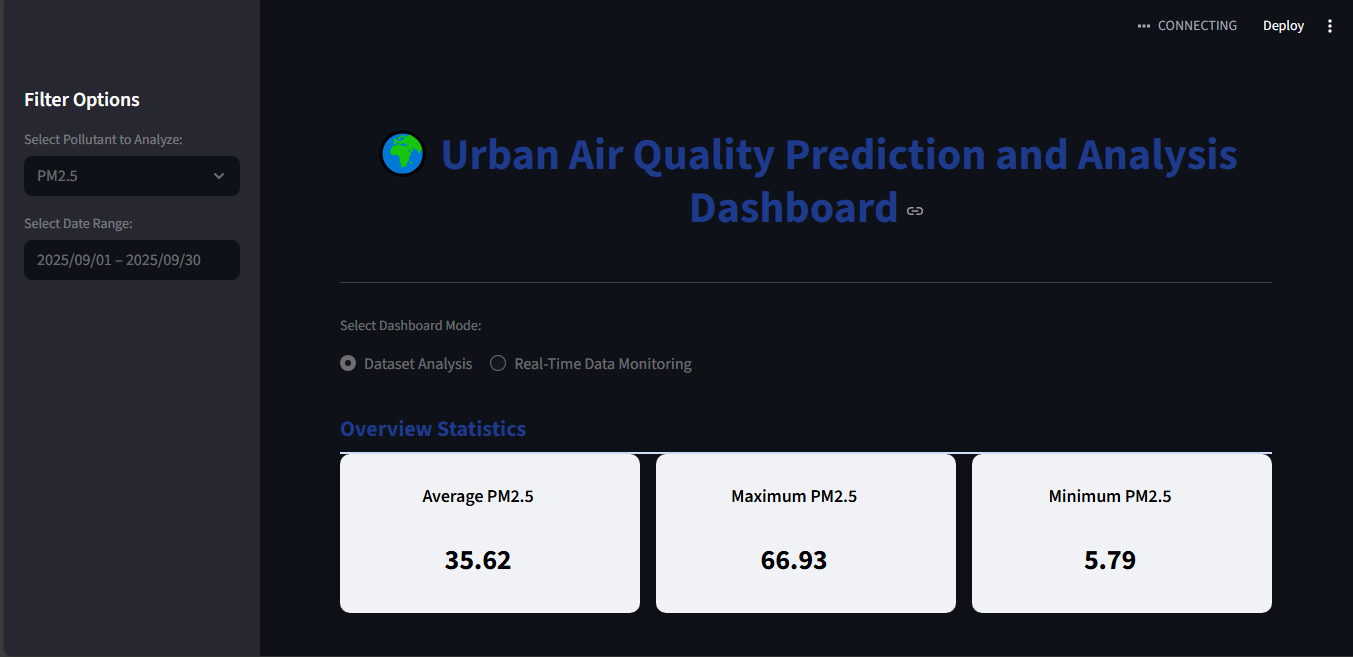 CONNECTING
Deploy
Filter Options
Select Pollutant to Analyze:
PM2.5
Select Date Range:
2025/09/01 – 2025/09/30
Urban Air Quality Prediction and Analysis
Dashboard
Select Dashboard Mode:
Dataset Analysis Real-Time Data Monitoring
Overview Statistics
Average PM2.5
35.62
Maximum PM2.5
66.93
Minimum PM2.5
5.79